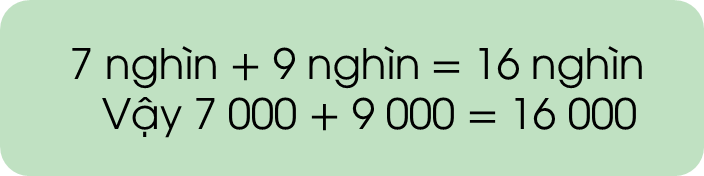 7 nghìn + 9 nghìn = 16 nghìn
Vậy 7 000 + 9 000 = 16 000